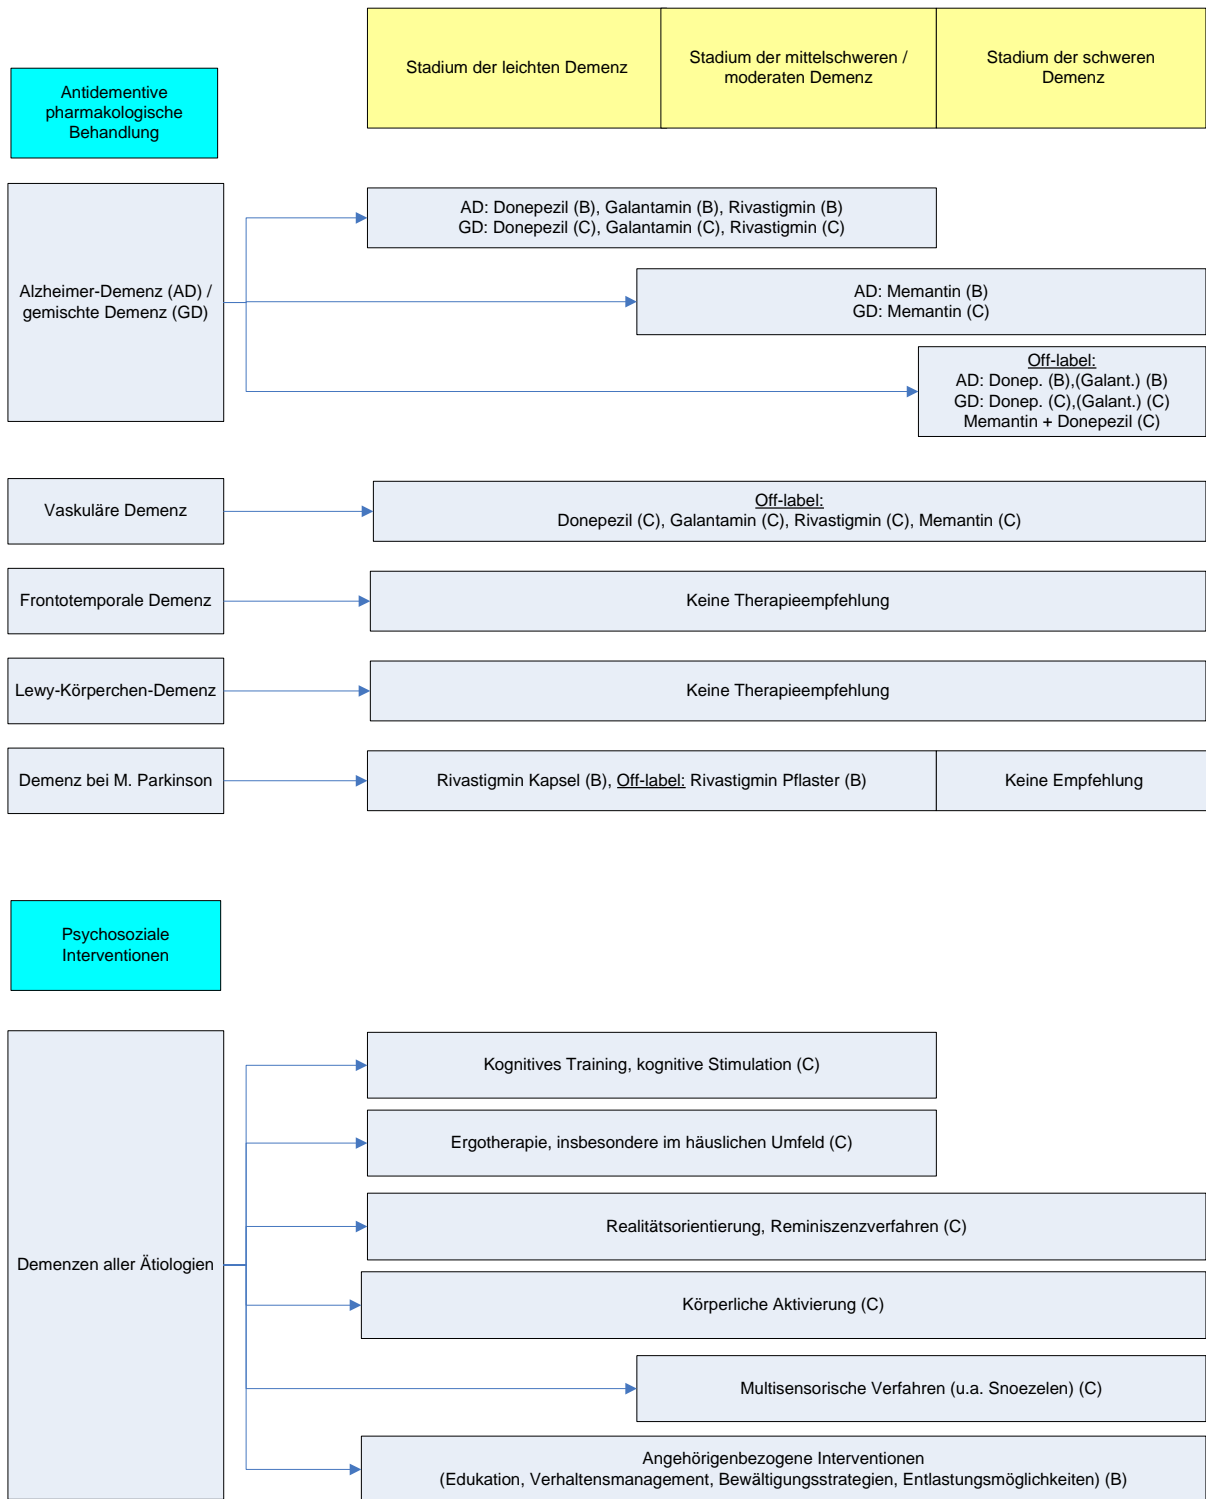 Stadium der leichten Demenz
Stadium der mittelschweren /
moderaten Demenz
Stadium der schweren
Demenz
Antidementive
pharmakologische
Behandlung
Alzheimer-Demenz (AD) /
gemischte Demenz (GD)
AD: Donepezil (B), Galantamin (B), Rivastigmin (B)
GD: Donepezil (C), Galantamin (C), Rivastigmin (C)
AD: Memantin (B)
GD: Memantin (C)
Off-label:
AD: Donep. (B),(Galant.) (B)
GD: Donep. (C),(Galant.) (C)
Memantin + Donepezil (C)
Vaskuläre Demenz
Off-label:
Donepezil (C), Galantamin (C), Rivastigmin (C), Memantin (C)
Frontotemporale Demenz
Keine Therapieempfehlung
Lewy-Körperchen-Demenz
Keine Therapieempfehlung
Demenz bei M. Parkinson
Rivastigmin Kapsel (B), Off-label: Rivastigmin Pflaster (B)
Keine Empfehlung
Psychosoziale
Interventionen
Demenzen aller Ätiologien
Kognitives Training, kognitive Stimulation (C)
Ergotherapie, insbesondere im häuslichen Umfeld (C)
Realitätsorientierung, Reminiszenzverfahren (C)
Körperliche Aktivierung (C)
Multisensorische Verfahren (u.a. Snoezelen) (C)
Angehörigenbezogene Interventionen
(Edukation, Verhaltensmanagement, Bewältigungsstrategien, Entlastungsmöglichkeiten) (B)